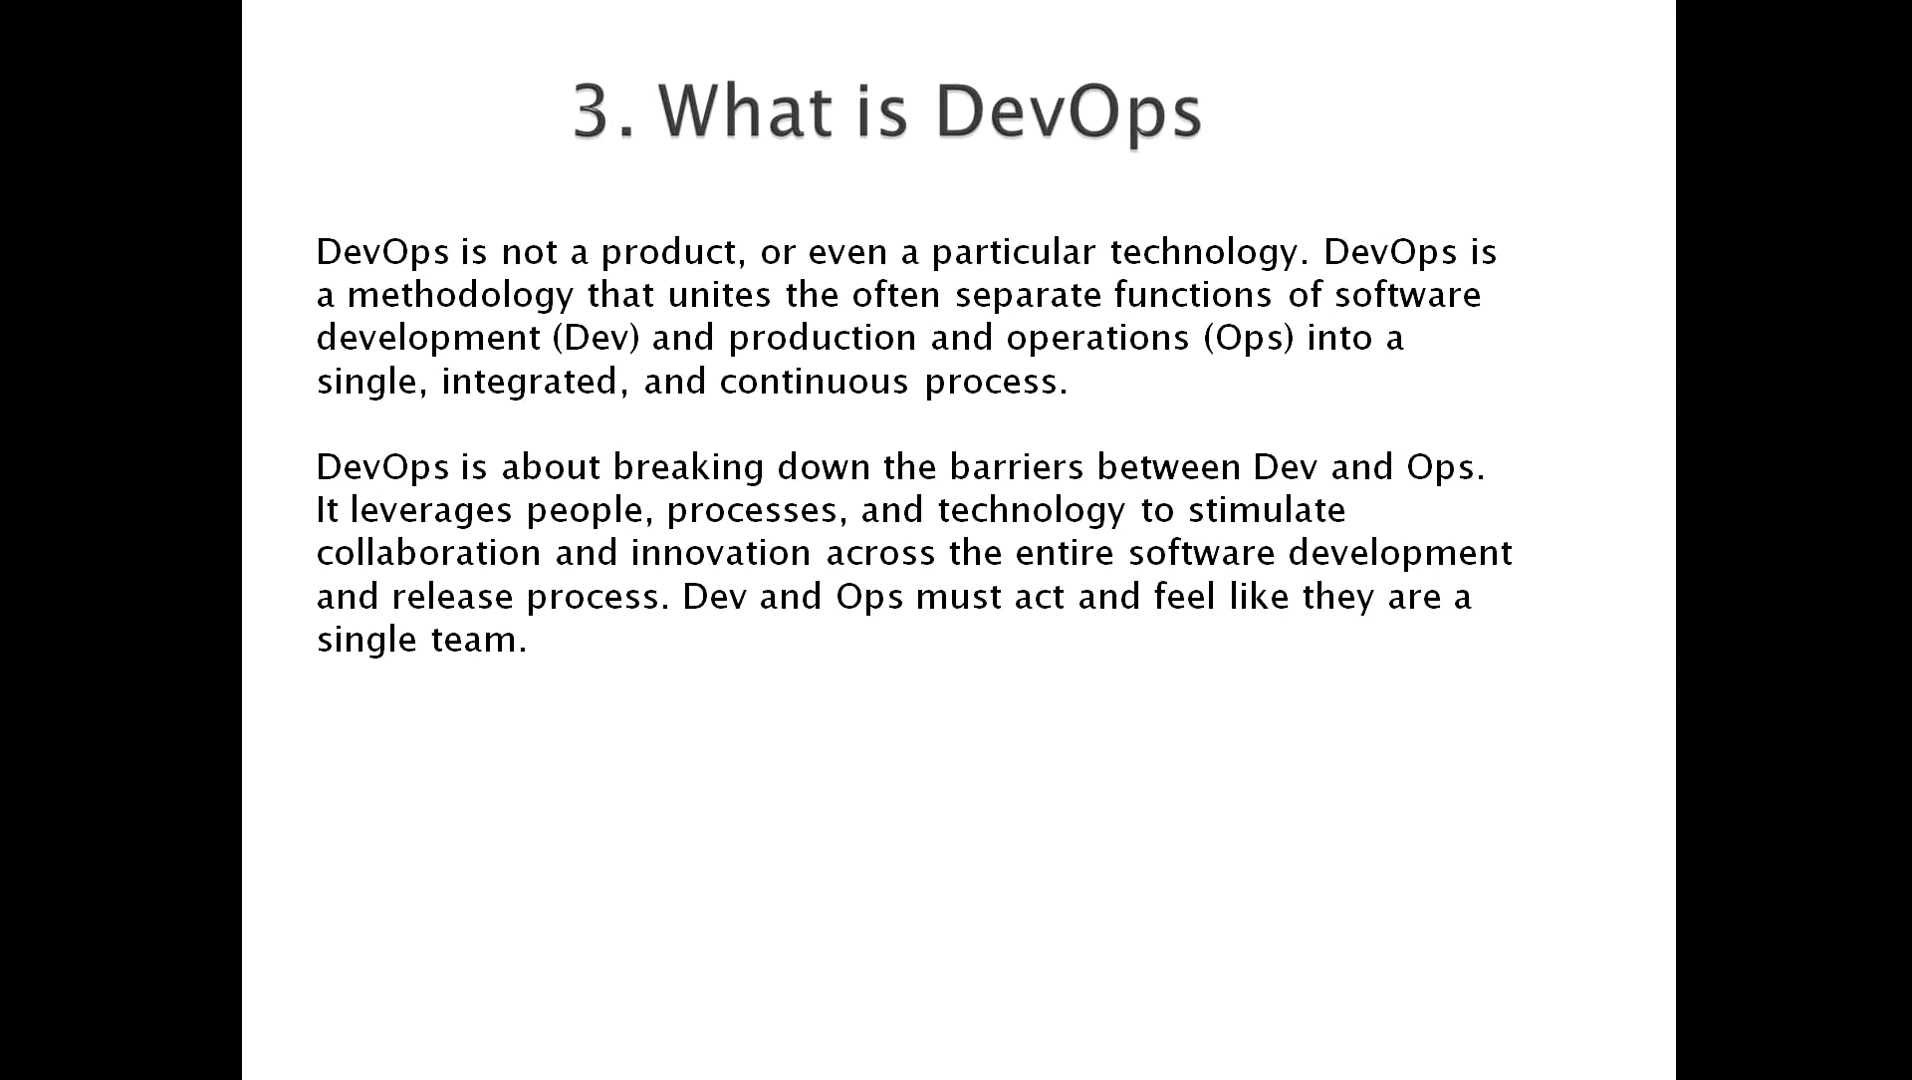 3. What is DevOps
DevOps is not a product, or even a particular technology. DevOps is
a methodology that unites the often separate functions of software
development (Dev) and production and operations (Ops) into a
single, integrated, and continuous process.
DevOps is about breaking down the barriers between Dev and Ops.
It leverages people, processes, and technology to stimulate
collaboration and innovation across the entire software development
and release process. Dev and Ops must act and feel like they are a
single team.